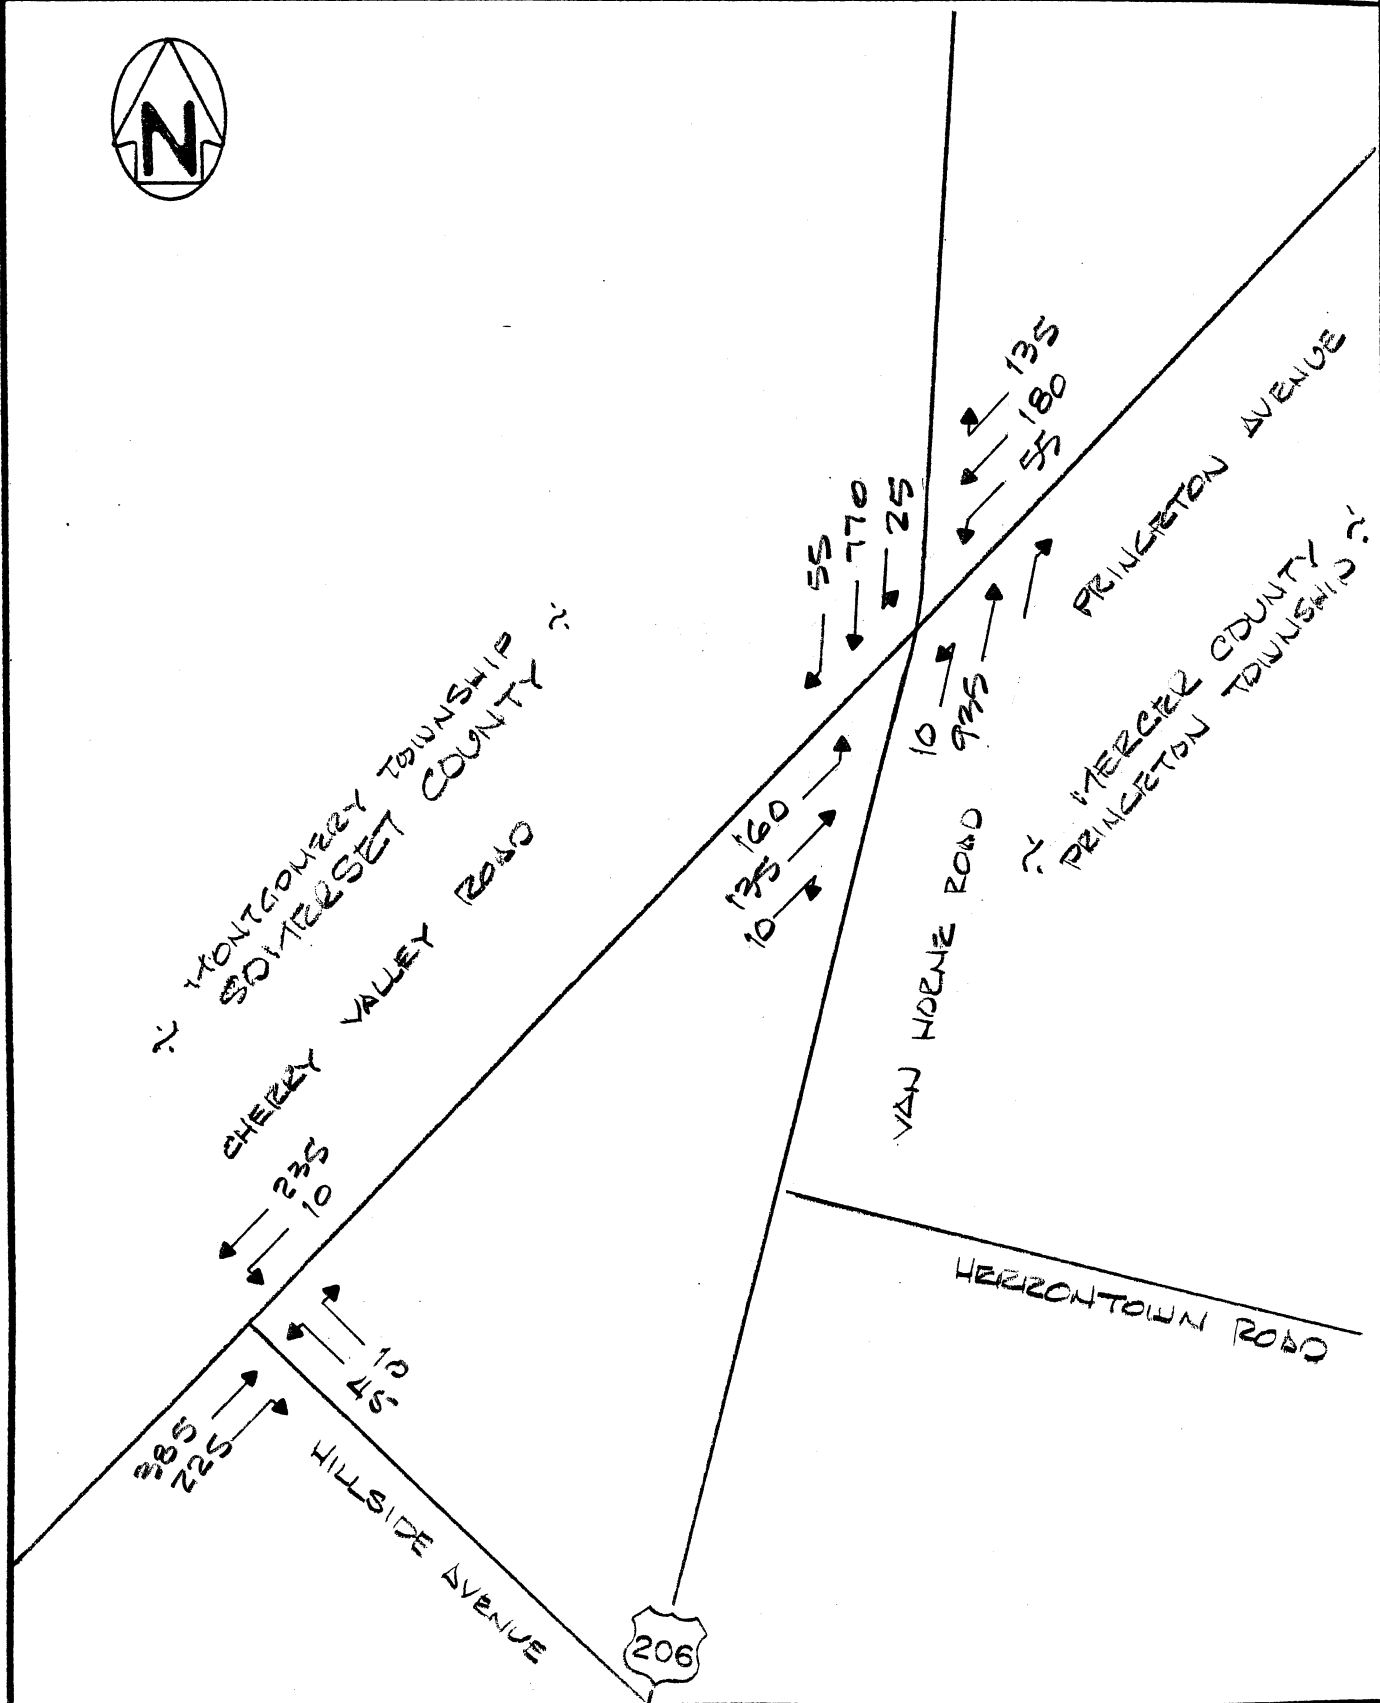 N
135
180
55
25
770
55
PRINCETON AVENUE
10
935
MERCER COUNTY
PRINCETON TOWNSHIP
MONTGOMERY TOWNSHIP
SOMERSET COUNTY
160
135
10
VAN HORNE ROAD
CHERRY VALLEY ROAD
235
10
HERRONTOWN ROAD
10
45
385
225
HILLSIDE AVENUE
206